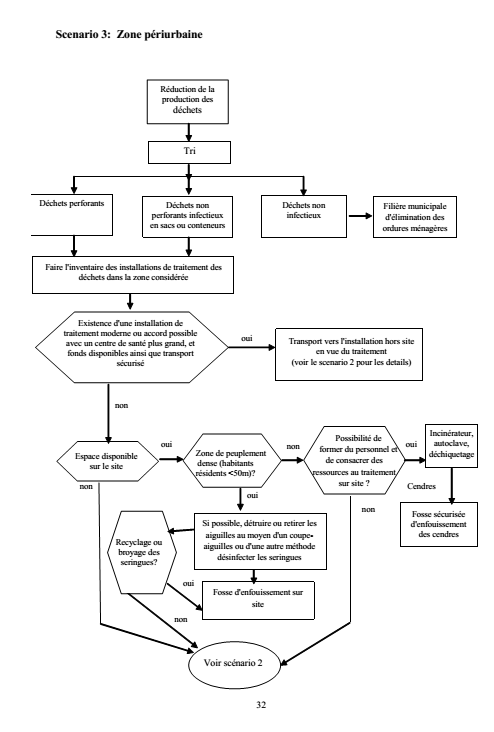 Scenario 3: Zone périurbaine
Réduction de la
production des
déchets
Tri
Déchets perforants
Déchets non
perforants infectieux
en sacs ou conteneurs
Déchets non
infectieux
Filière municipale
d'élimination des
ordures ménagères
Faire l'inventaire des installations de traitement des
déchets dans la zone considérée
Existence d'une installation de
traitement moderne ou accord possible
avec un centre de santé plus grand, et
fonds disponibles ainsi que transport
sécurisé
oui
Transport vers l'installation hors site
en vue du traitement
(voir le scenario 2 pour les details)
non
Espace disponible
sur le site
oui
Zone de peuplement
dense (habitants
résidents <50m)?
non
Possibilité de
former du personnel et
de consacrer des
ressources au traitement
sur site ?
oui
Incinérateur,
autoclave,
déchiquetage
non
oui
non
Cendres
Fosse sécurisée
d'enfouissement
des cendres
Recyclage ou
broyage des
seringues?
Si possible, détruire ou retirer les
aiguilles au moyen d'un coupe-
aiguilles ou d'une autre méthode
désinfecter les seringues
oui
Fosse d'enfouissement sur
site
non
Voir scénario 2
32